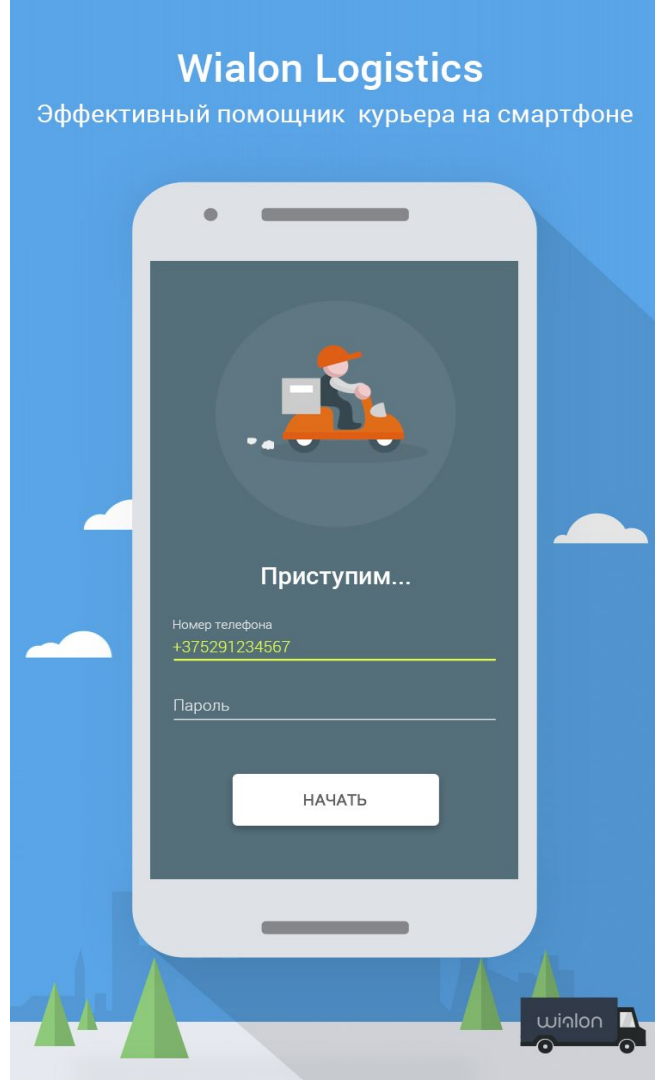 Wialon Logistics
Эффективный помощник курьера на смартфоне
Приступим...
Номер телефона
+375291234567
Пароль
НАЧАТЬ
wialon